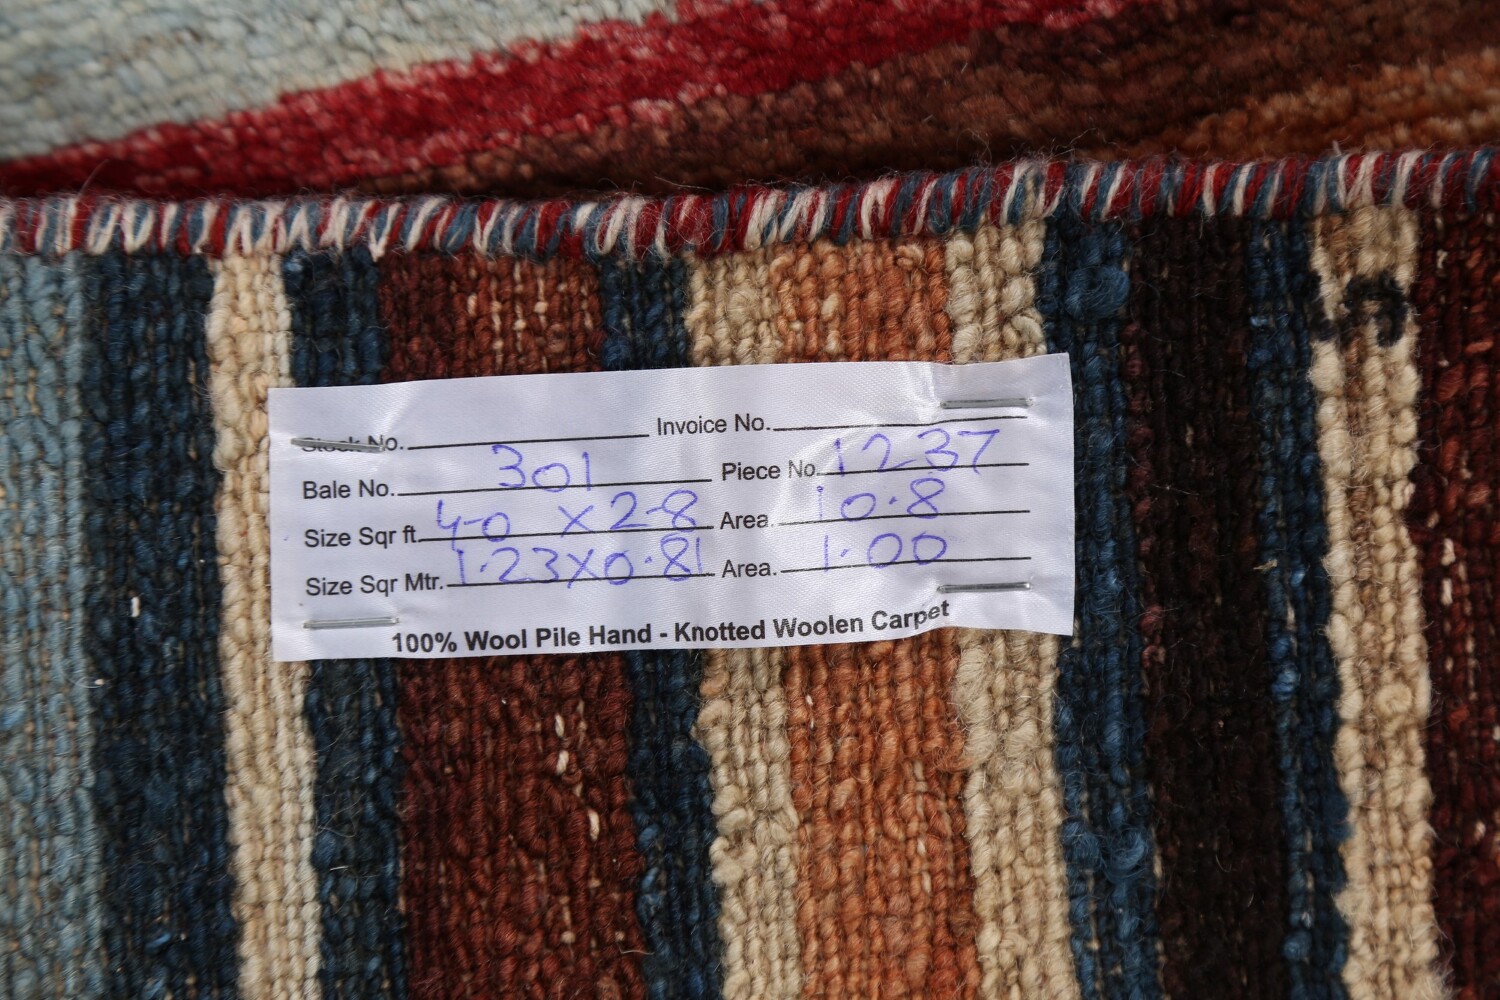 Stock No. Invoice No.
Bale No. 301 Piece No. 1237
Size Sqr ft. 4-0 x 2-8 Area. 10.8
Size Sqr Mtr. 1.23x0.81 Area. 1.00
100% Wool Pile Hand - Knotted Woolen Carpet